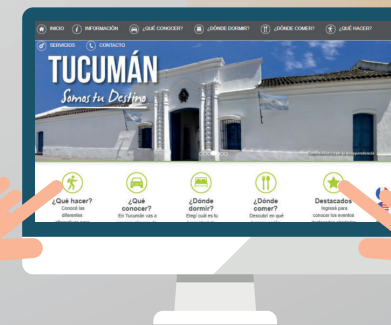 INICIO INFORMACIÓN ¿QUÉ CONOCER? ¿DÓNDE DORMIR? ¿DÓNDE COMER? ¿QUÉ HACER?
SERVICIOS CONTACTO
TUCUMÁN
Somos tu Destino
¿Qué hacer?
Conocé las
diferentes
¿Qué
conocer?
En Tucumán vas a
¿Dónde
dormir?
Elegí cuál es tu
¿Dónde
comer?
Descubrí en qué
Destacados
Ingresá para
conocer los eventos